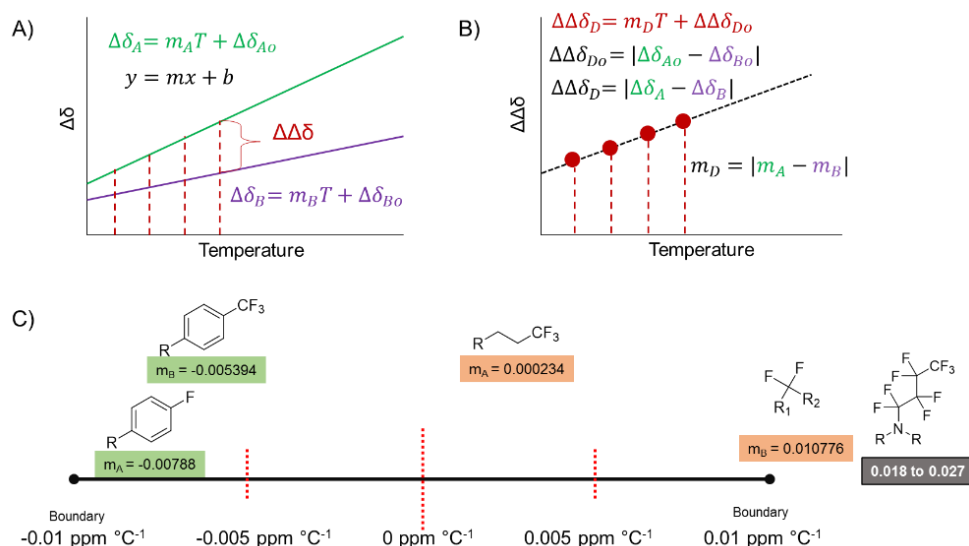 A)
Δδ_A= m_AT + Δδ_Ao
y = mx + b
ΔΔδ
Δδ_B= m_BT + Δδ_Bo
Δδ
Temperature
B)
ΔΔδ_D= m_DT + ΔΔδ_Do
ΔΔδ_Do= |Δδ_Ao − Δδ_Bo|
ΔΔδ_D= |Δδ_A − Δδ_B|
m_D = |m_A − m_B|
ΔΔδ
Temperature
C)
CF₃
R
m_B = -0.005394
F
R
m_A = -0.00788
CF₃
R
m_A = 0.000234
F F
R₁ R₂
m_B = 0.010776
F F CF₃
F F
F F
N
R R
0.018 to 0.027
Boundary
-0.01 ppm °C⁻¹
-0.005 ppm °C⁻¹
0 ppm °C⁻¹
0.005 ppm °C⁻¹
Boundary
0.01 ppm °C⁻¹